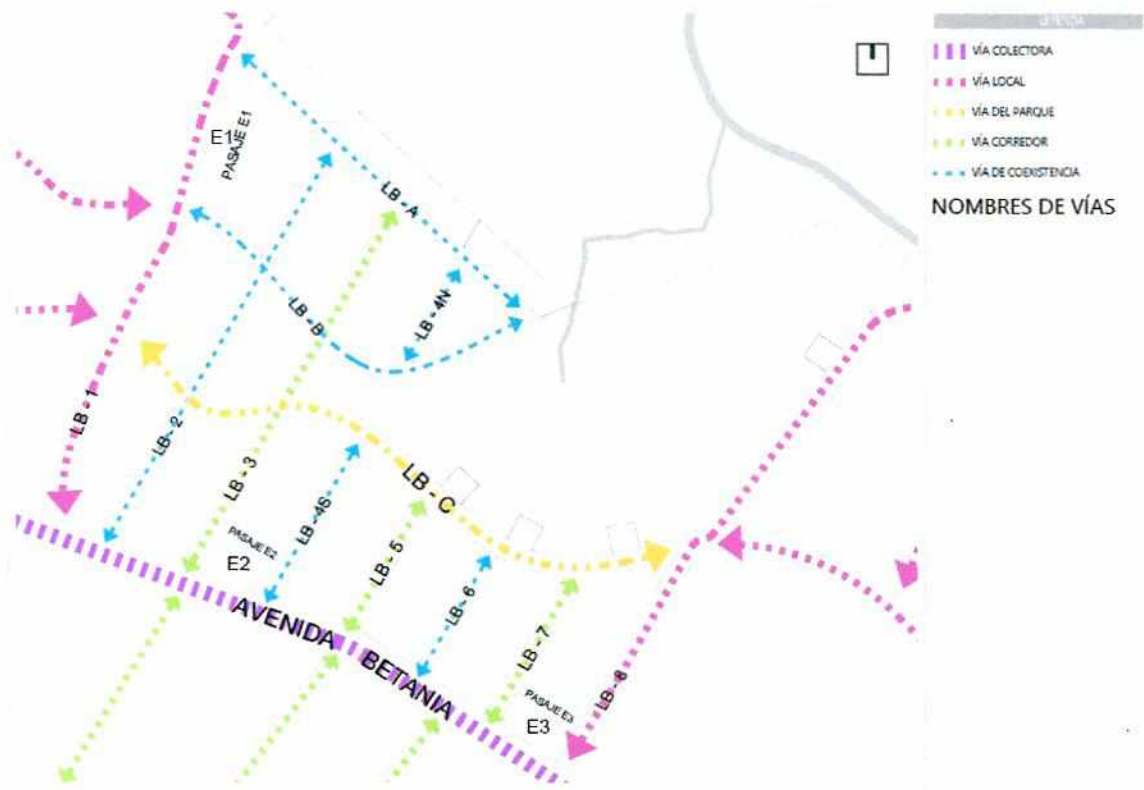 LEYENDA
VÍA COLECTORA
VÍA LOCAL
VÍA DEL PARQUE
VÍA CORREDOR
VÍA DE COEXISTENCIA
NOMBRES DE VÍAS
E1
PASAJE E1
LB - A
LB - B
LB - 4N
LB - 1
LB - 2
LB - 3
LB - C
LB - 4S
PASAJE E2
E2
LB - 5
LB - 6
LB - 7
LB - 8
AVENIDA BETANIA
PASAJE E3
E3